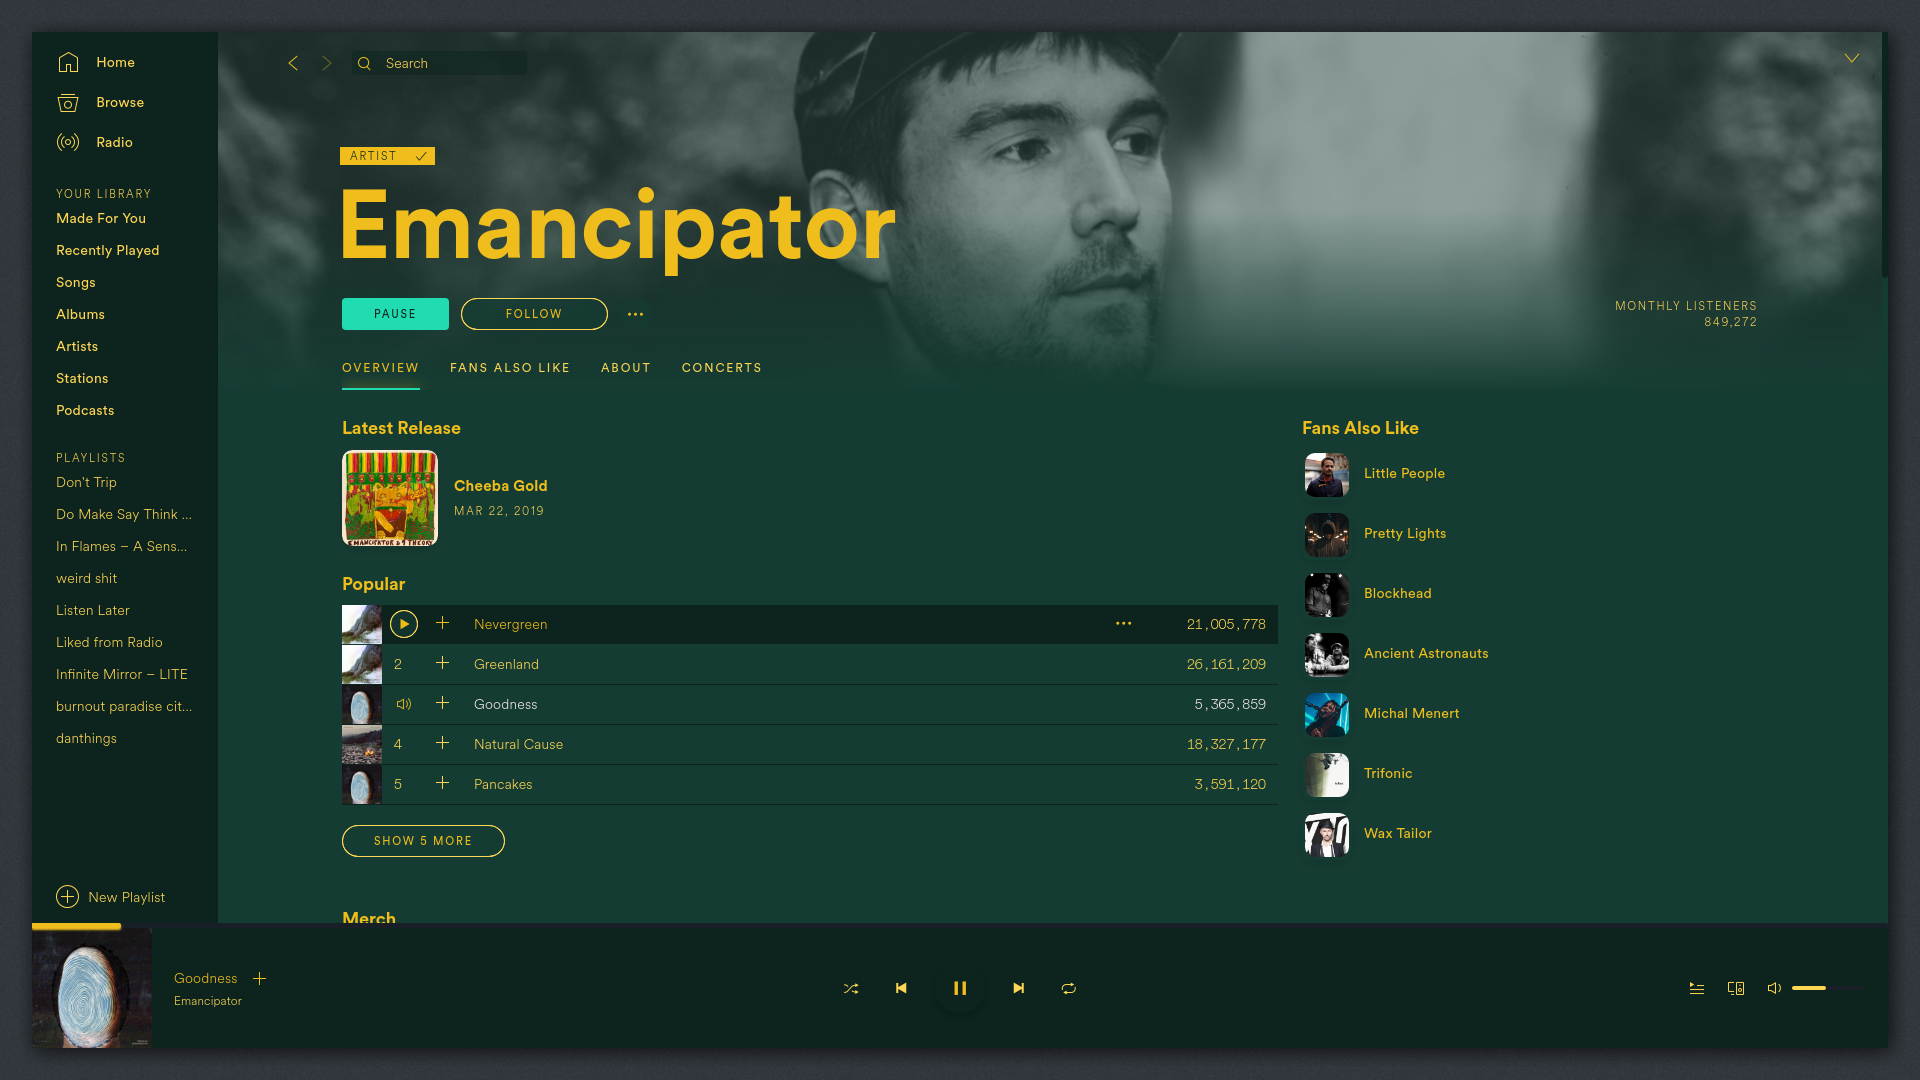 Home
Browse
Radio
YOUR LIBRARY
Made For You
Recently Played
Songs
Albums
Artists
Stations
Podcasts
PLAYLISTS
Don't Trip
Do Make Say Think ...
In Flames – A Sens...
weird shit
Listen Later
Liked from Radio
Infinite Mirror – LITE
burnout paradise cit...
danthings
New Playlist
Search
ARTIST
Emancipator
PAUSE
FOLLOW
MONTHLY LISTENERS
849,272
OVERVIEW
FANS ALSO LIKE
ABOUT
CONCERTS
Latest Release
EMANCIPATOR & 9 THEORY
Cheeba Gold
MAR 22, 2019
Popular
Nevergreen 21,005,778
2 Greenland 26,161,209
Goodness 5,365,859
4 Natural Cause 18,327,177
5 Pancakes 3,591,120
SHOW 5 MORE
Merch
Fans Also Like
Little People
Pretty Lights
Blockhead
Ancient Astronauts
Michal Menert
Trifonic
Wax Tailor
Goodness
Emancipator